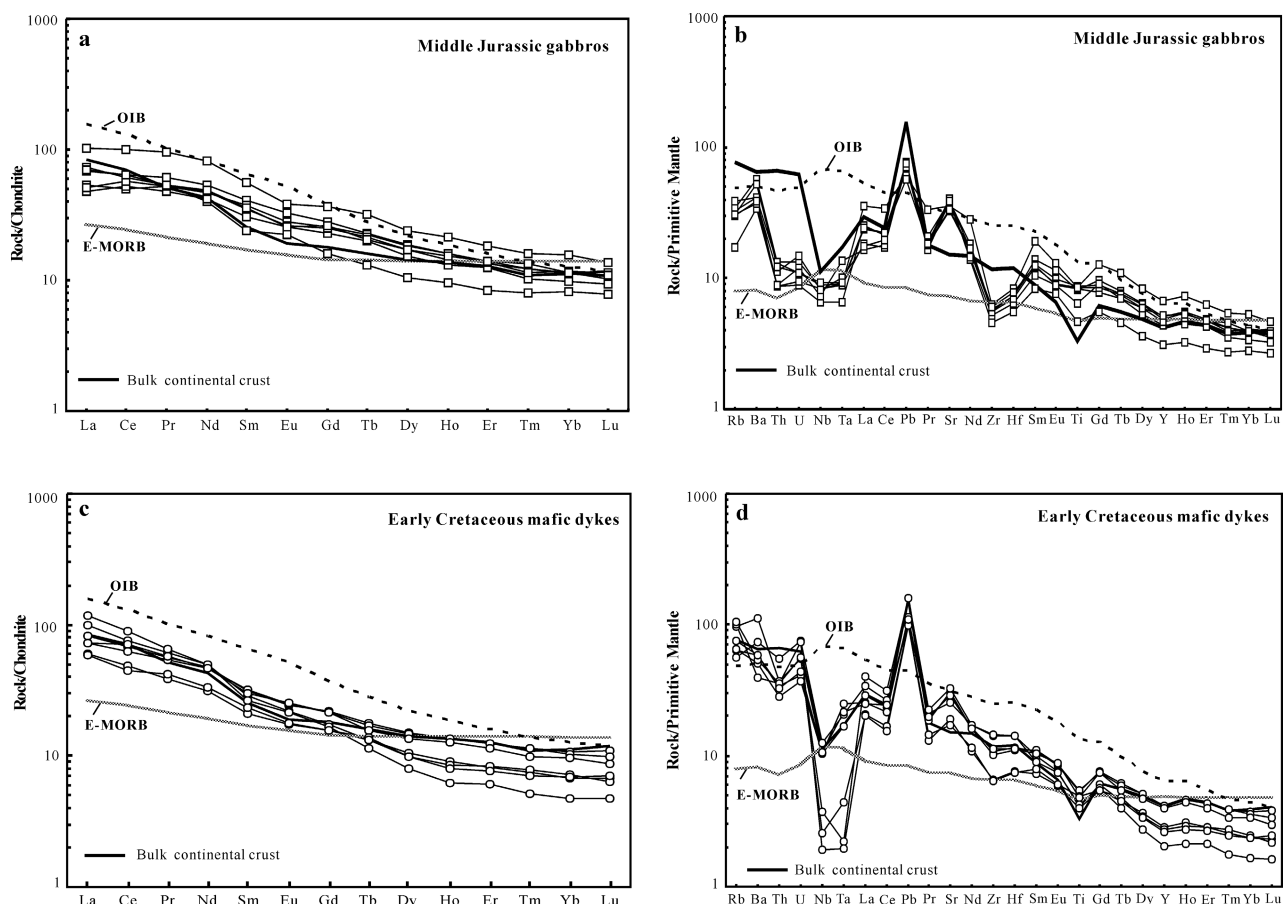 a
Middle Jurassic gabbros
1000
100
10
1
Rock/Chondrite
OIB
E-MORB
Bulk continental crust
La Ce Pr Nd Sm Eu Gd Tb Dy Ho Er Tm Yb Lu
b
Middle Jurassic gabbros
1000
100
10
1
Rock/Primitive Mantle
OIB
E-MORB
Bulk continental crust
Rb Ba Th U Nb Ta La Ce Pb Pr Sr Nd Zr Hf Sm Eu Ti Gd Tb Dy Y Ho Er Tm Yb Lu
c
Early Cretaceous mafic dykes
1000
100
10
1
Rock/Chondrite
OIB
E-MORB
Bulk continental crust
La Ce Pr Nd Sm Eu Gd Tb Dy Ho Er Tm Yb Lu
d
Early Cretaceous mafic dykes
1000
100
10
1
Rock/Primitive Mantle
OIB
E-MORB
Bulk continental crust
Rb Ba Th U Nb Ta La Ce Pb Pr Sr Nd Zr Hf Sm Eu Ti Gd Tb Dy Y Ho Er Tm Yb Lu